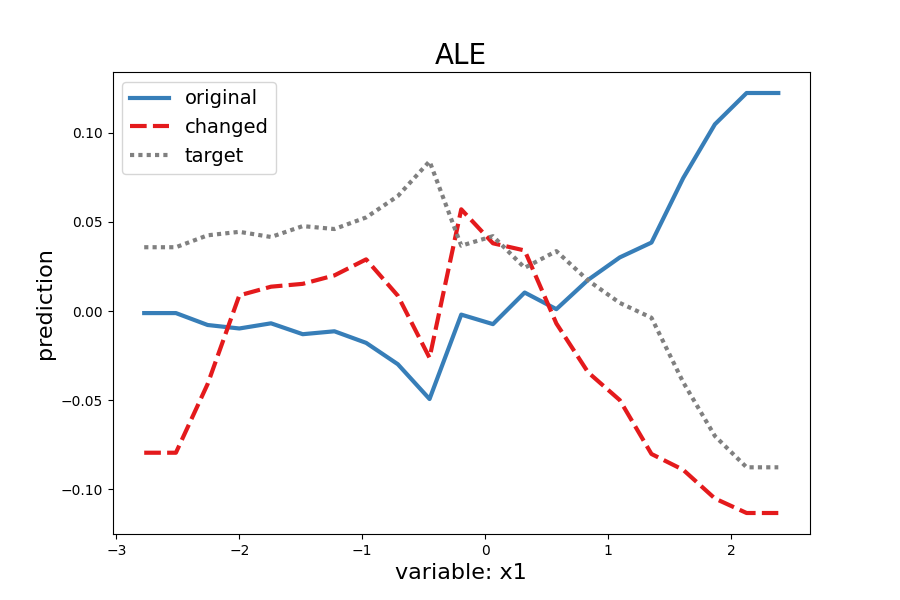 ALE
original
changed
target
0.10
0.05
0.00
−0.05
−0.10
prediction
−3
−2
−1
0
1
2
variable: x1